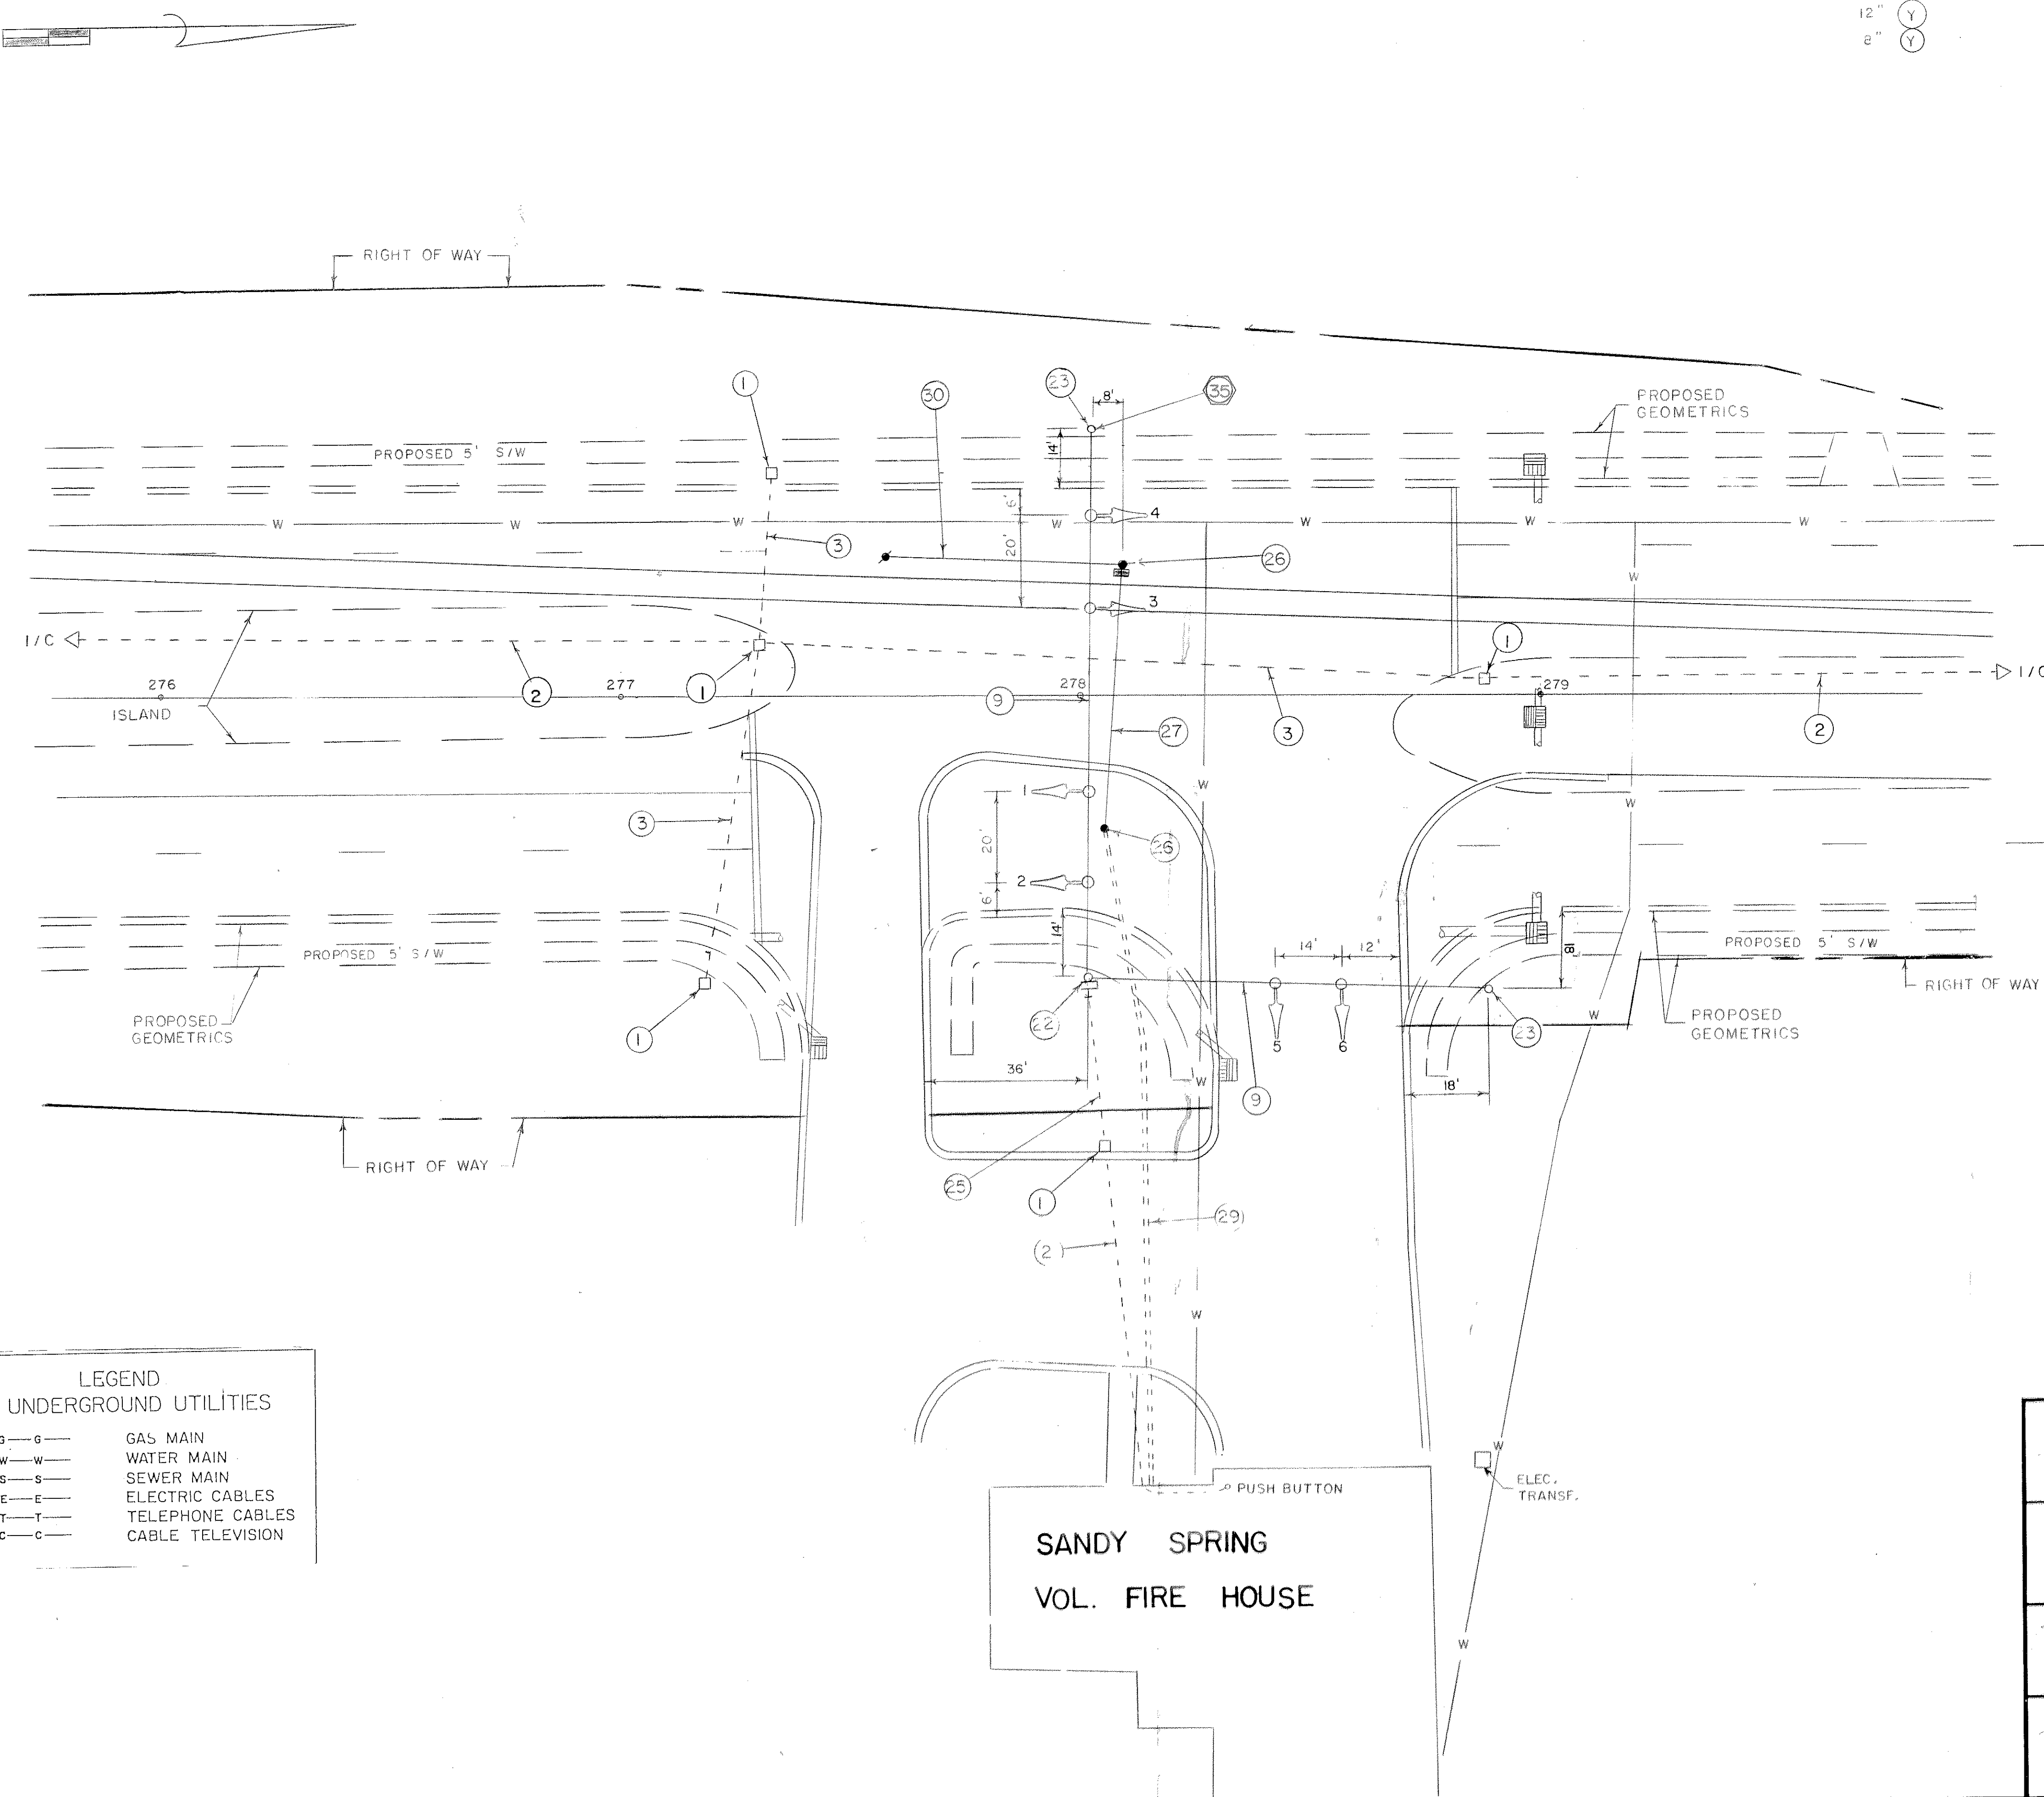 12" Y
8" Y
RIGHT OF WAY
1
30
23
35
8'
PROPOSED
GEOMETRICS
14'
PROPOSED 5' S/W
6'
4
W W W W W W W
3
20'
26
W
3
I/C
1
I/C
276
2
277
1
278
279
ISLAND
9
27
3
2
W
1
20'
W
3
26
2
6'
14'
14' 12'
18'
PROPOSED 5' S/W
PROPOSED 5' S/W
RIGHT OF WAY
PROPOSED
GEOMETRICS
1
22
5
6
23
W
PROPOSED
GEOMETRICS
36'
W
18'
9
RIGHT OF WAY
25
1
29
2
W
LEGEND
UNDERGROUND UTILITIES
G—G— GAS MAIN
W—W— WATER MAIN
S—S— SEWER MAIN
E—E— ELECTRIC CABLES
T—T— TELEPHONE CABLES
C—C— CABLE TELEVISION
W
ELEC.
TRANSF.
PUSH BUTTON
SANDY SPRING
VOL. FIRE HOUSE
W